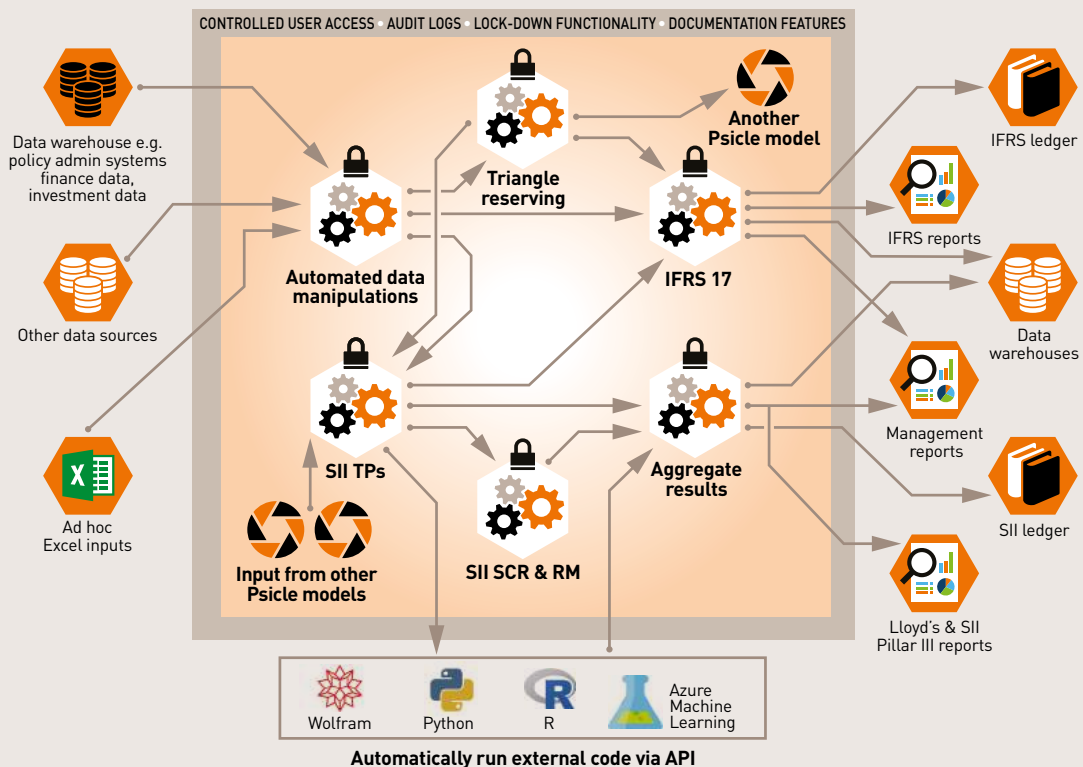 CONTROLLED USER ACCESS • AUDIT LOGS • LOCK-DOWN FUNCTIONALITY • DOCUMENTATION FEATURES
Data warehouse e.g.
policy admin systems
finance data,
investment data
Other data sources
X
Ad hoc
Excel inputs
Automated data
manipulations
Triangle
reserving
Another
Psicle model
IFRS 17
SII TPs
Input from other
Psicle models
SII SCR & RM
Aggregate
results
IFRS ledger
IFRS reports
Data
warehouses
Management
reports
SII ledger
Lloyd's & SII
Pillar III reports
Wolfram
Python
R
R
Azure
Machine
Learning
Automatically run external code via API